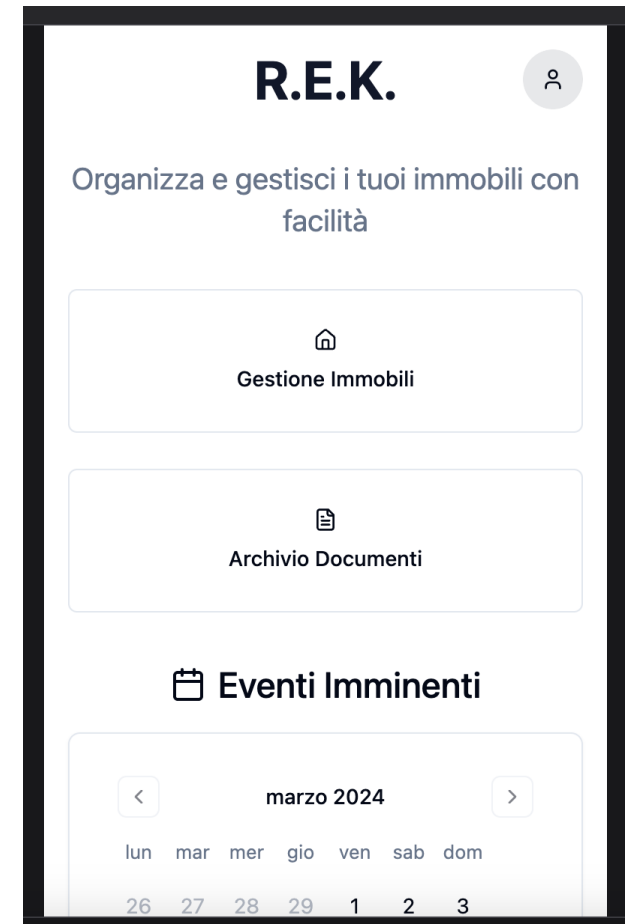 R.E.K.
Organizza e gestisci i tuoi immobili con
facilità
Gestione Immobili
Archivio Documenti
Eventi Imminenti
marzo 2024
lun mar mer gio ven sab dom
26 27 28 29 1 2 3